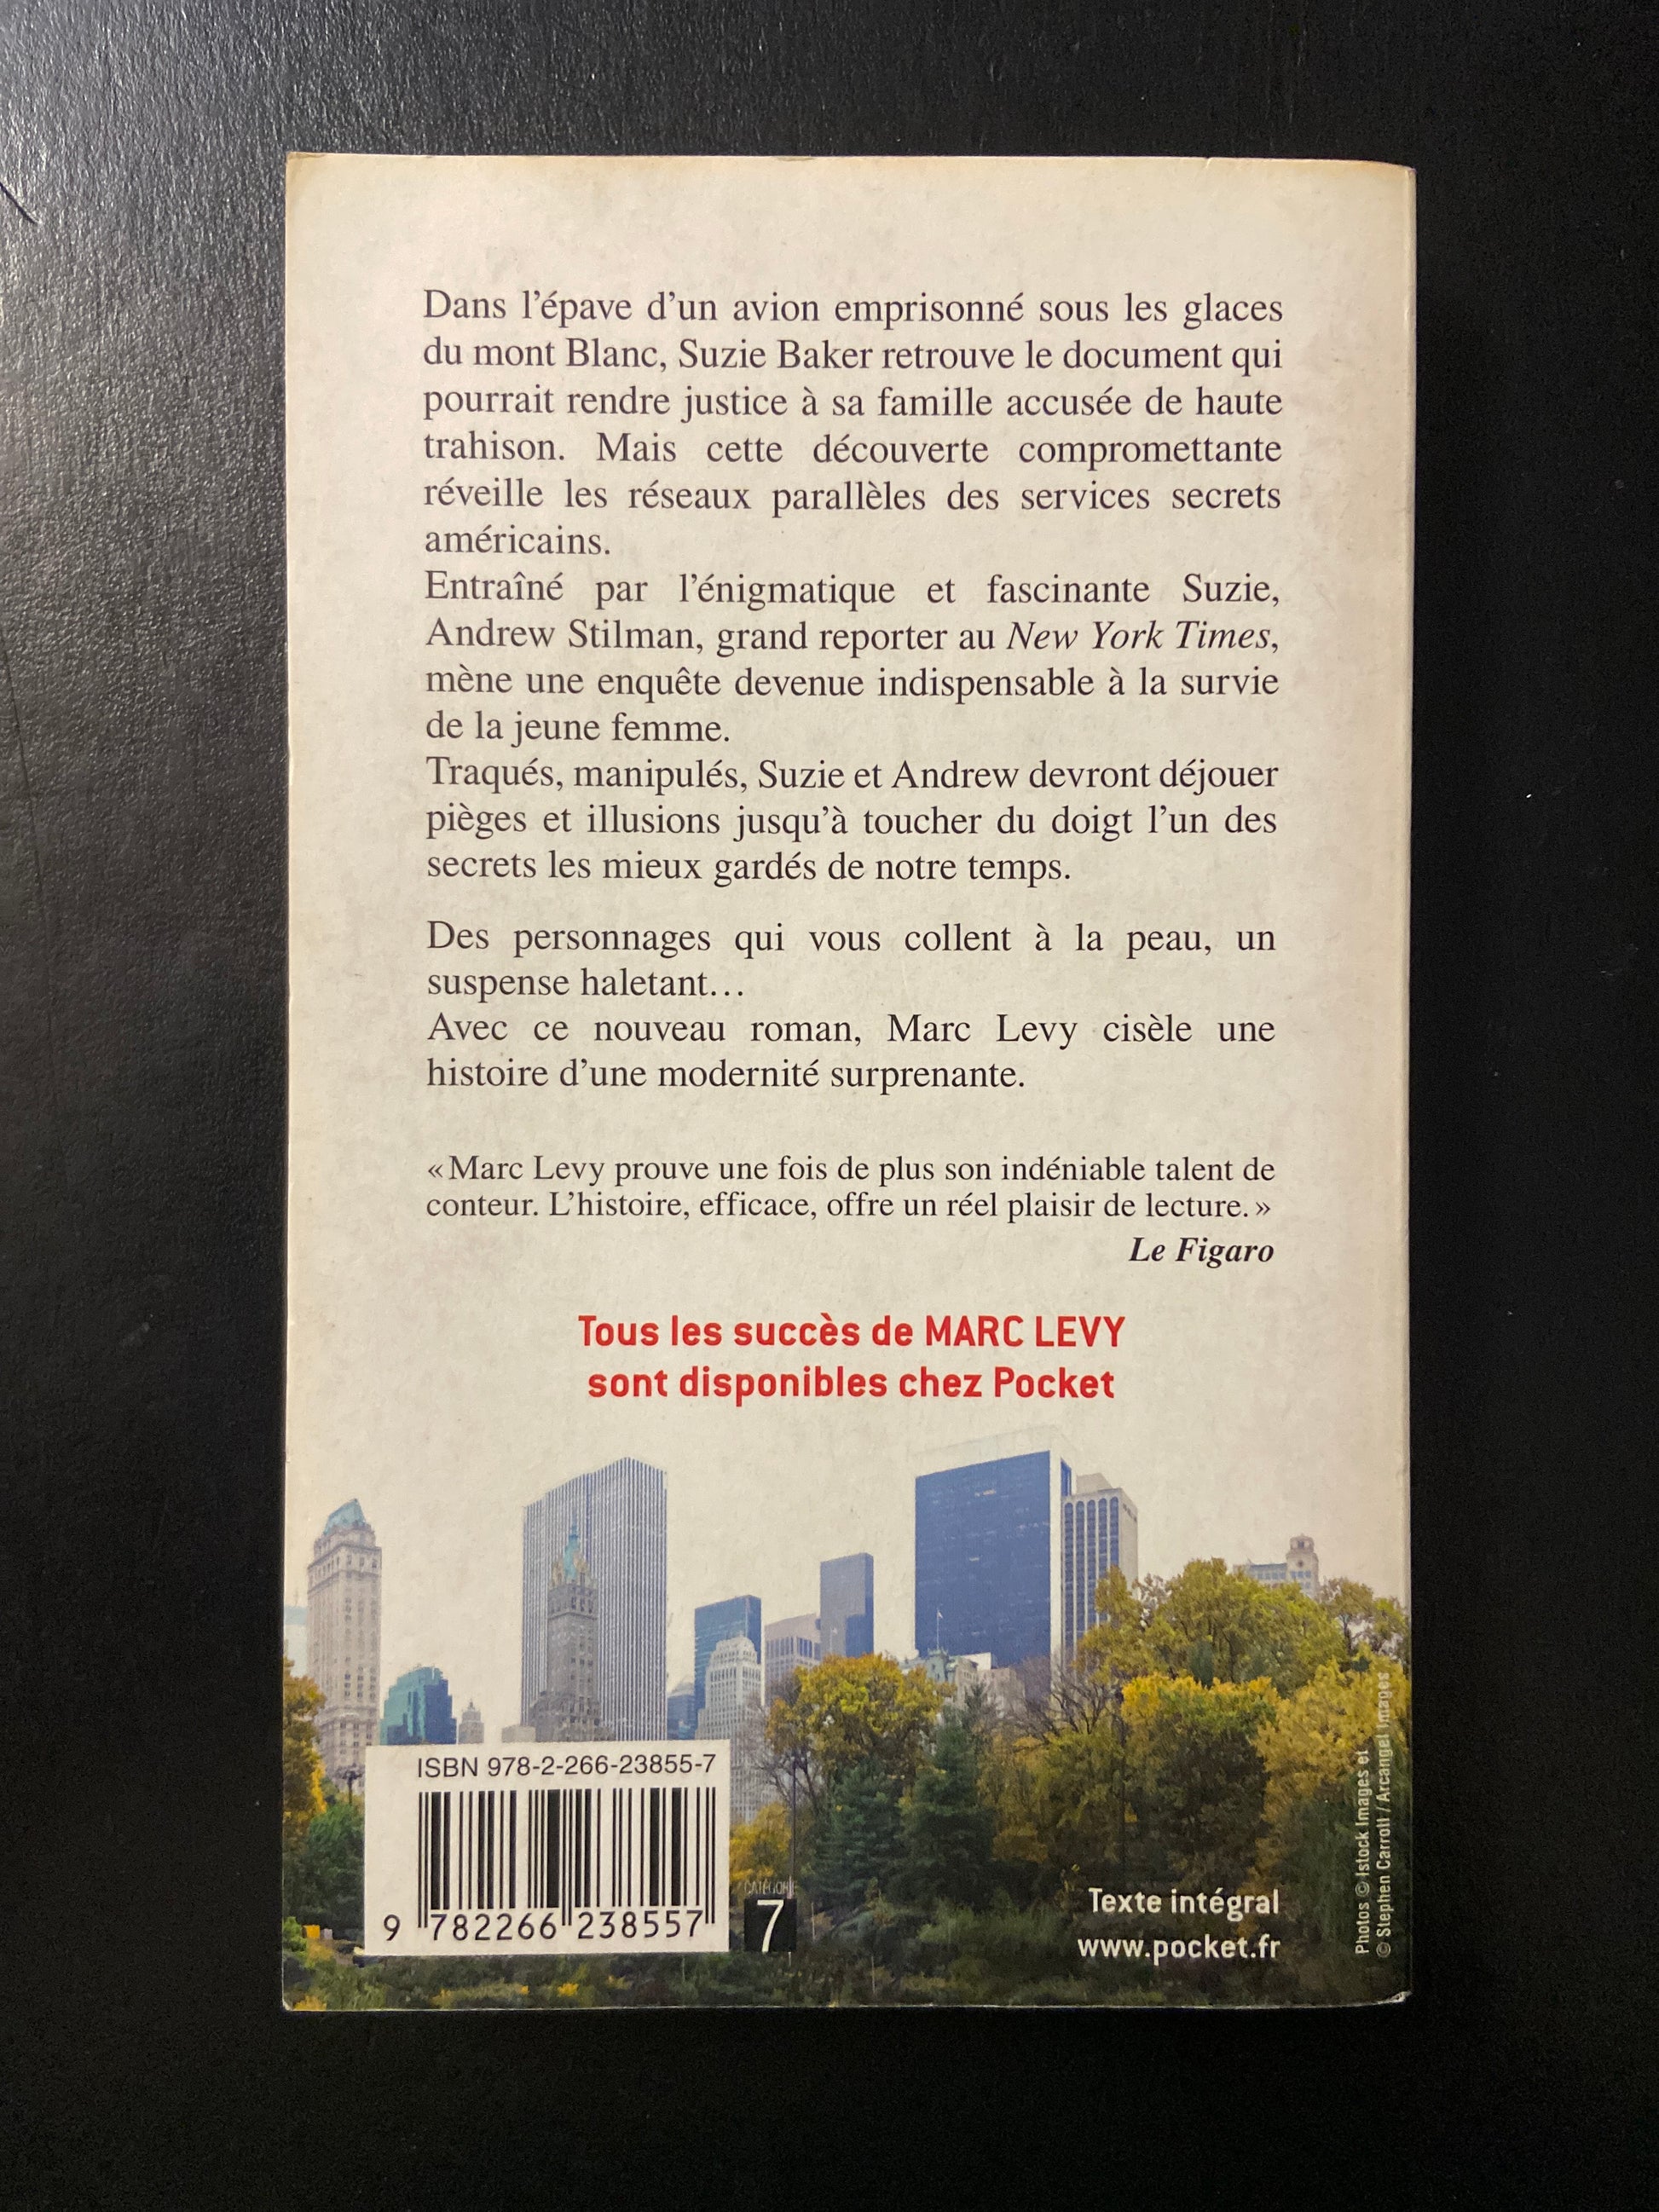 Dans l'épave d'un avion emprisonné sous les glaces
du mont Blanc, Suzie Baker retrouve le document qui
pourrait rendre justice à sa famille accusée de haute
trahison. Mais cette découverte compromettante
réveille les réseaux parallèles des services secrets
américains.
Entraîné par l'énigmatique et fascinante Suzie,
Andrew Stilman, grand reporter au New York Times,
mène une enquête devenue indispensable à la survie
de la jeune femme.
Traqués, manipulés, Suzie et Andrew devront déjouer
pièges et illusions jusqu'à toucher du doigt l'un des
secrets les mieux gardés de notre temps.
Des personnages qui vous collent à la peau, un
suspense haletant…
Avec ce nouveau roman, Marc Levy cisèle une
histoire d'une modernité surprenante.
« Marc Levy prouve une fois de plus son indéniable talent de
conteur. L'histoire, efficace, offre un réel plaisir de lecture. »
Le Figaro
Tous les succès de MARC LEVY
sont disponibles chez Pocket
ISBN 978-2-266-23855-7
9 782266 238557
CATÉGORIE
7
Texte intégral
www.pocket.fr
Photos © Istock Images et
© Stephen Carroll / Arcangel Images